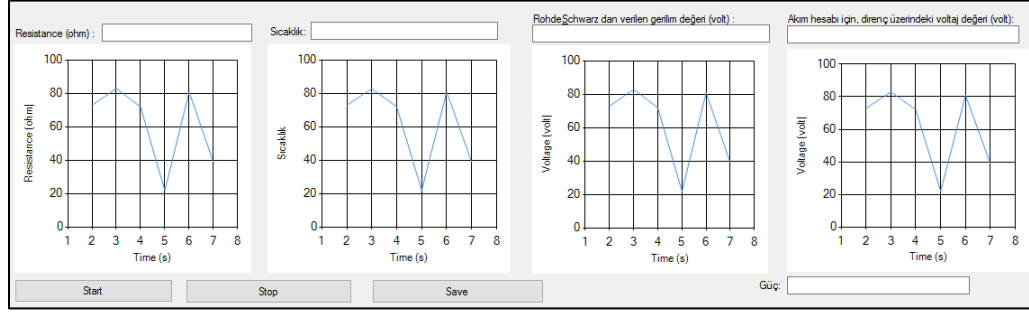 Resistance (ohm) :
Sıcaklık:
RohdeSchwarz dan verilen gerilim değeri (volt) :
Akım hesabı için, direnç üzerindeki voltaj değeri (volt):
100
80
60
40
20
0
Resistance (ohm|
1 2 3 4 5 6 7 8
Time (s)
100
80
60
40
20
0
Sıcaklık
1 2 3 4 5 6 7 8
Time (s)
100
80
60
40
20
0
Voltage (volt|
1 2 3 4 5 6 7 8
Time (s)
100
80
60
40
20
0
Voltage (volt|
1 2 3 4 5 6 7 8
Time (s)
Start
Stop
Save
Güç: